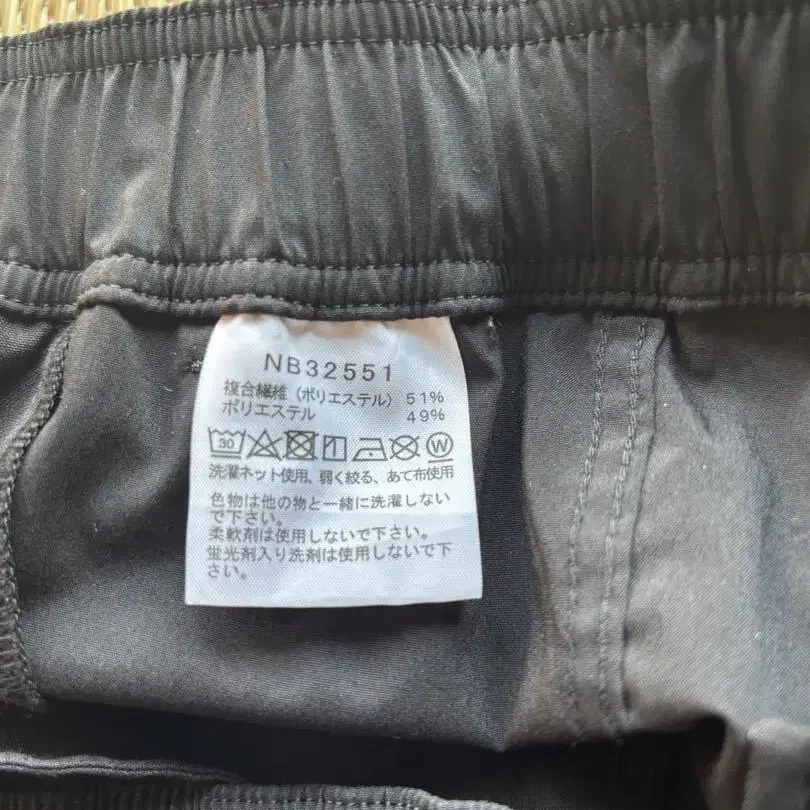 NB32551
複合繊維（ポリエステル） 51%
ポリエステル 49%
30 W
洗濯ネット使用、弱く絞る、あて布使用
色物は他の物と一緒に洗濯しない
で下さい。
柔軟剤は使用しないで下さい。
蛍光剤入り洗剤は使用しないで下
さい。